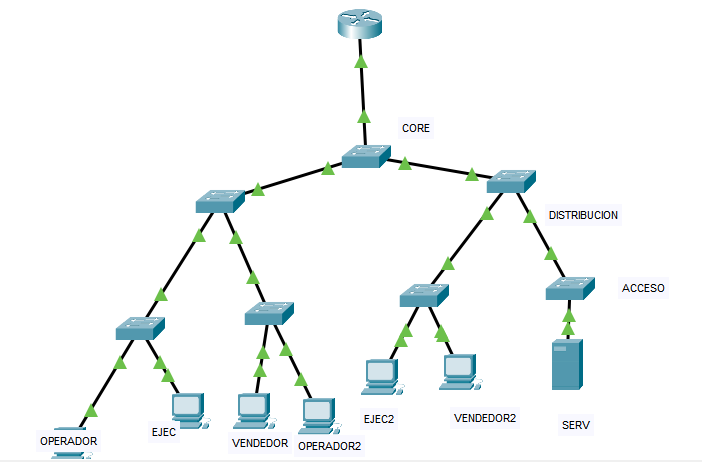 CORE
DISTRIBUCION
ACCESO
EJEC2
VENDEDOR2
SERV
EJEC
OPERADOR
VENDEDOR
OPERADOR2